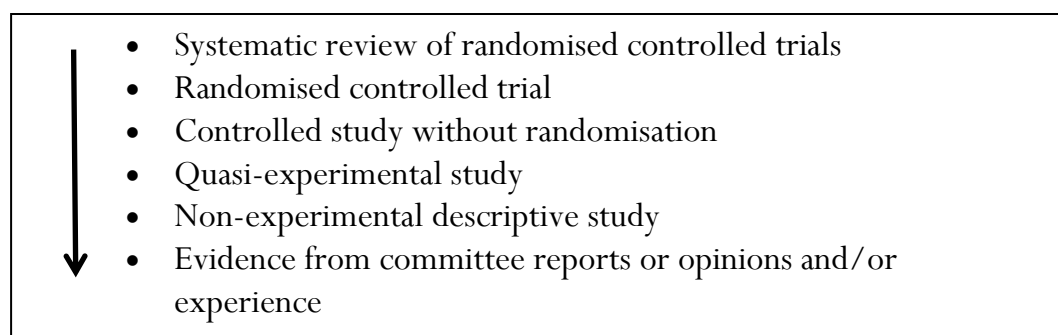 • Systematic review of randomised controlled trials
• Randomised controlled trial
• Controlled study without randomisation
• Quasi-experimental study
• Non-experimental descriptive study
• Evidence from committee reports or opinions and/or
experience